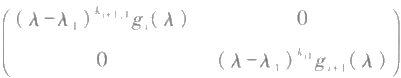 (λ-λ₁)^{k_{i+1,1}} g_i(λ) 0
0 (λ-λ₁)^{k_{i1}} g_{i+1}(λ)